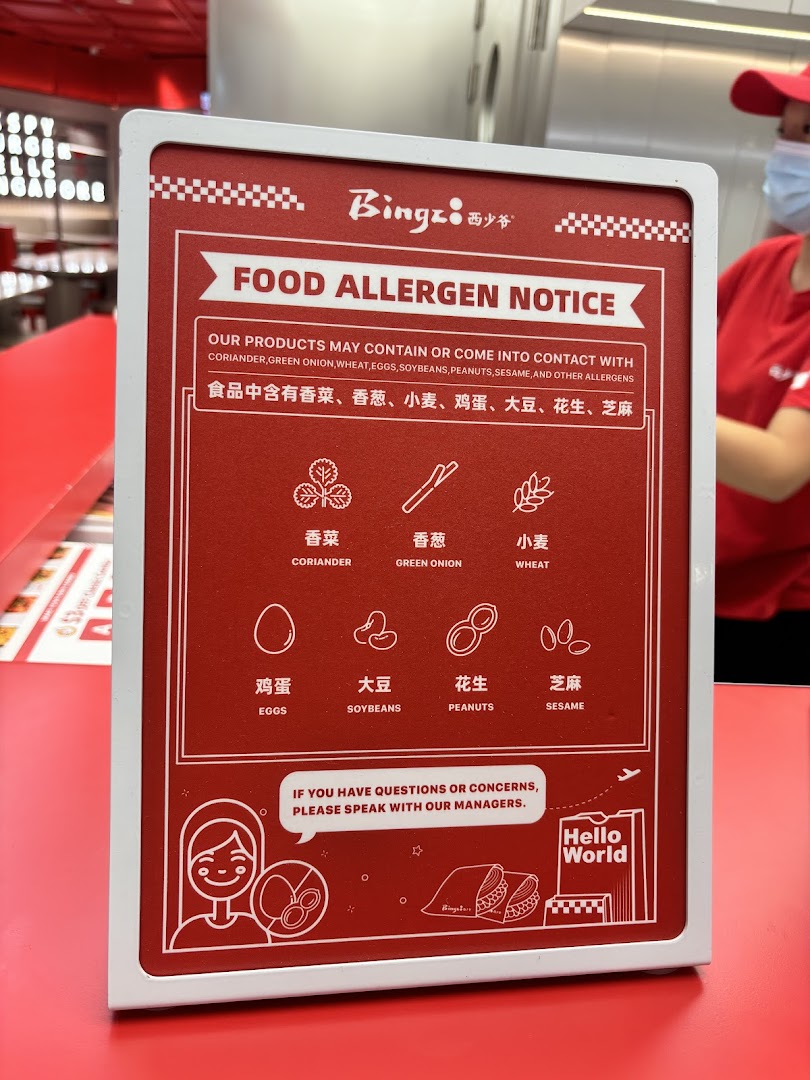 Bingz 西少爷
FOOD ALLERGEN NOTICE
OUR PRODUCTS MAY CONTAIN OR COME INTO CONTACT WITH
CORIANDER,GREEN ONION,WHEAT,EGGS,SOYBEANS,PEANUTS,SESAME,AND OTHER ALLERGENS
食品中含有香菜、香葱、小麦、鸡蛋、大豆、花生、芝麻
香菜 香葱 小麦
CORIANDER GREEN ONION WHEAT
鸡蛋 大豆 花生 芝麻
EGGS SOYBEANS PEANUTS SESAME
IF YOU HAVE QUESTIONS OR CONCERNS,
PLEASE SPEAK WITH OUR MANAGERS.
Hello
World
Bingz